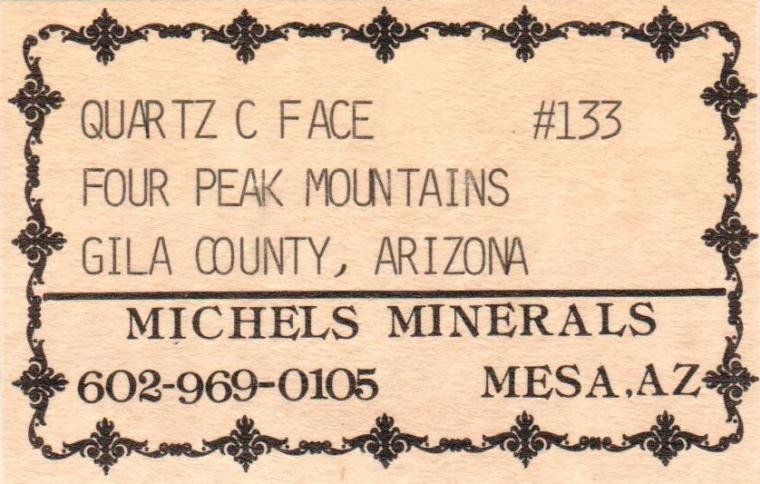 QUARTZ C FACE #133
FOUR PEAK MOUNTAINS
GILA COUNTY, ARIZONA
MICHELS MINERALS
602-969-0105 MESA,AZ